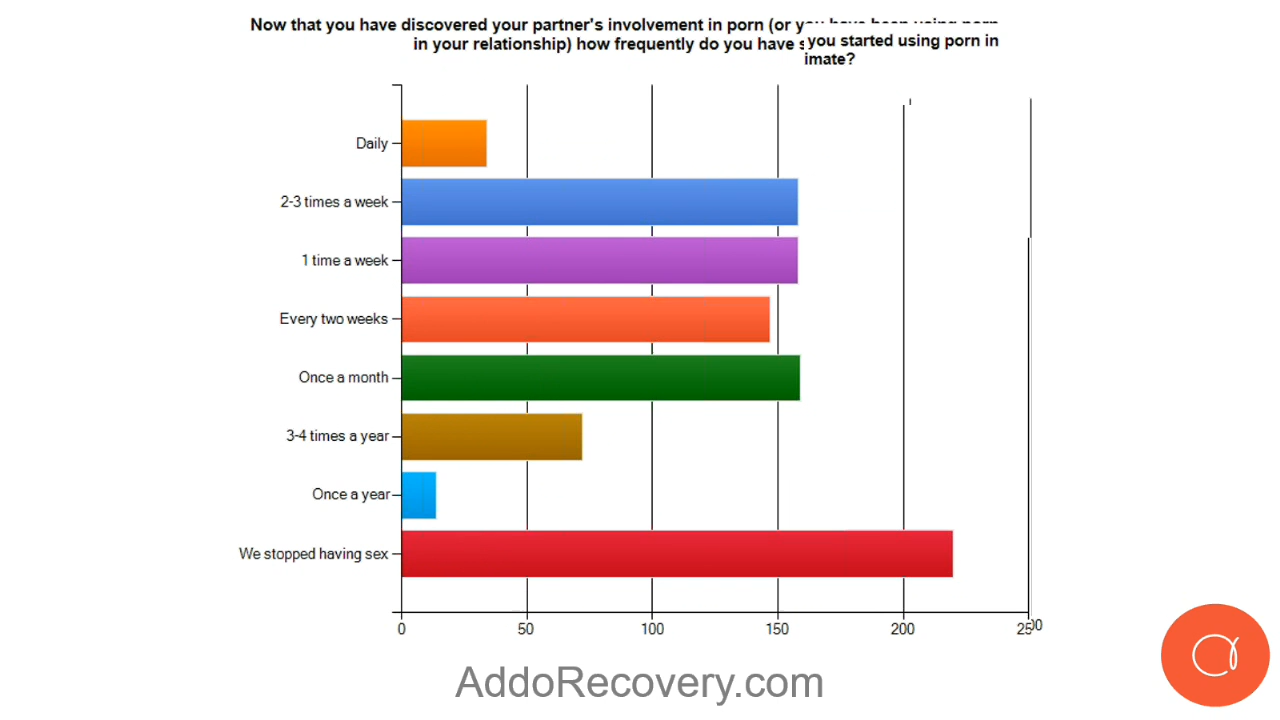 Now that you have discovered your partner's involvement in porn (or
in your relationship) how frequently do you have
you started using porn in
imate?
Daily
2-3 times a week
1 time a week
Every two weeks
Once a month
3-4 times a year
Once a year
We stopped having sex
0 50 100 150 200
AddoRecovery.com